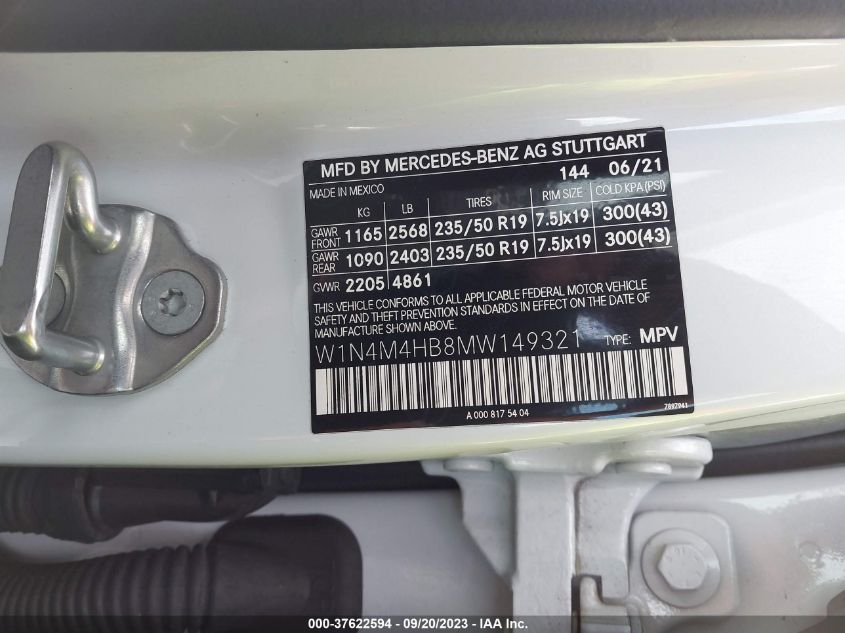 MFD BY MERCEDES-BENZ AG STUTTGART
144 06/21
MADE IN MEXICO
KG LB TIRES RIM SIZE COLD KPA(PSI)
GAWR FRONT 1165 2568 235/50 R19 7.5Jx19 300(43)
GAWR REAR 1090 2403 235/50 R19 7.5Jx19 300(43)
GVWR 2205 4861
THIS VEHICLE CONFORMS TO ALL APPLICABLE FEDERAL MOTOR VEHICLE
SAFETY AND THEFT PREVENTION STANDARDS IN EFFECT ON THE DATE OF
MANUFACTURE SHOWN ABOVE.
W1N4M4HB8MW149321 TYPE: MPV
A 000 817 54 04 7897941
000-37622594 - 09/20/2023 - © Copyright 2023 - IAA Inc.